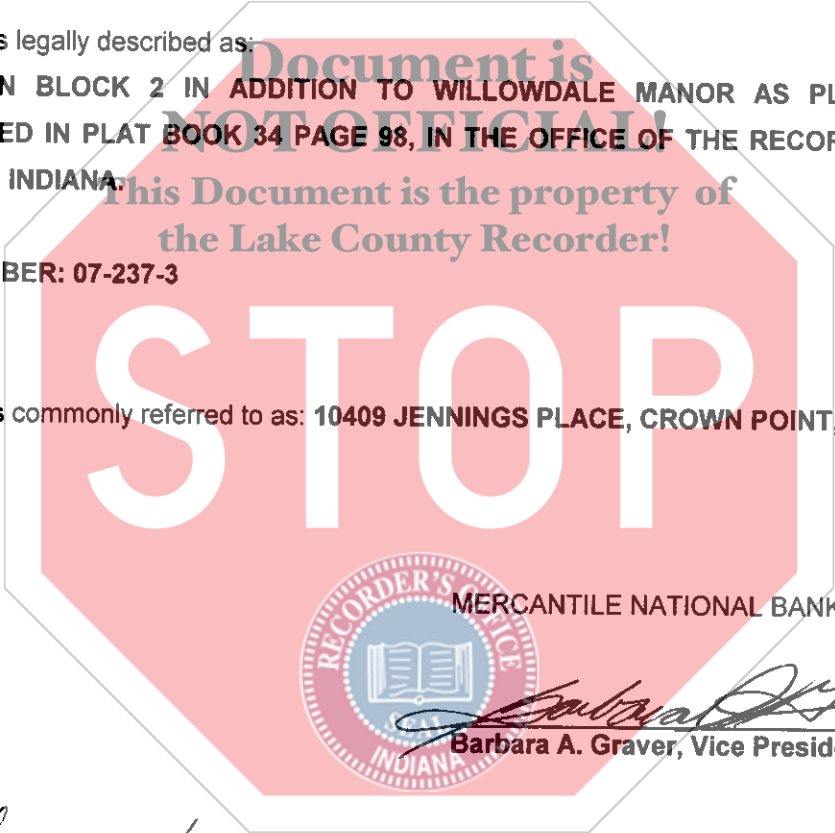 s legally described as:
Document is
N BLOCK 2 IN ADDITION TO WILLOWDALE MANOR AS PL
NOT OFFICIAL!
ED IN PLAT BOOK 34 PAGE 98, IN THE OFFICE OF THE RECOR
INDIANA.
This Document is the property of
the Lake County Recorder!
BER: 07-237-3
STOP
s commonly referred to as: 10409 JENNINGS PLACE, CROWN POINT,
RECORDER'S OFFICE
MERCANTILE NATIONAL BANK
SEAL
INDIANA
Barbara A. Graver, Vice Presid